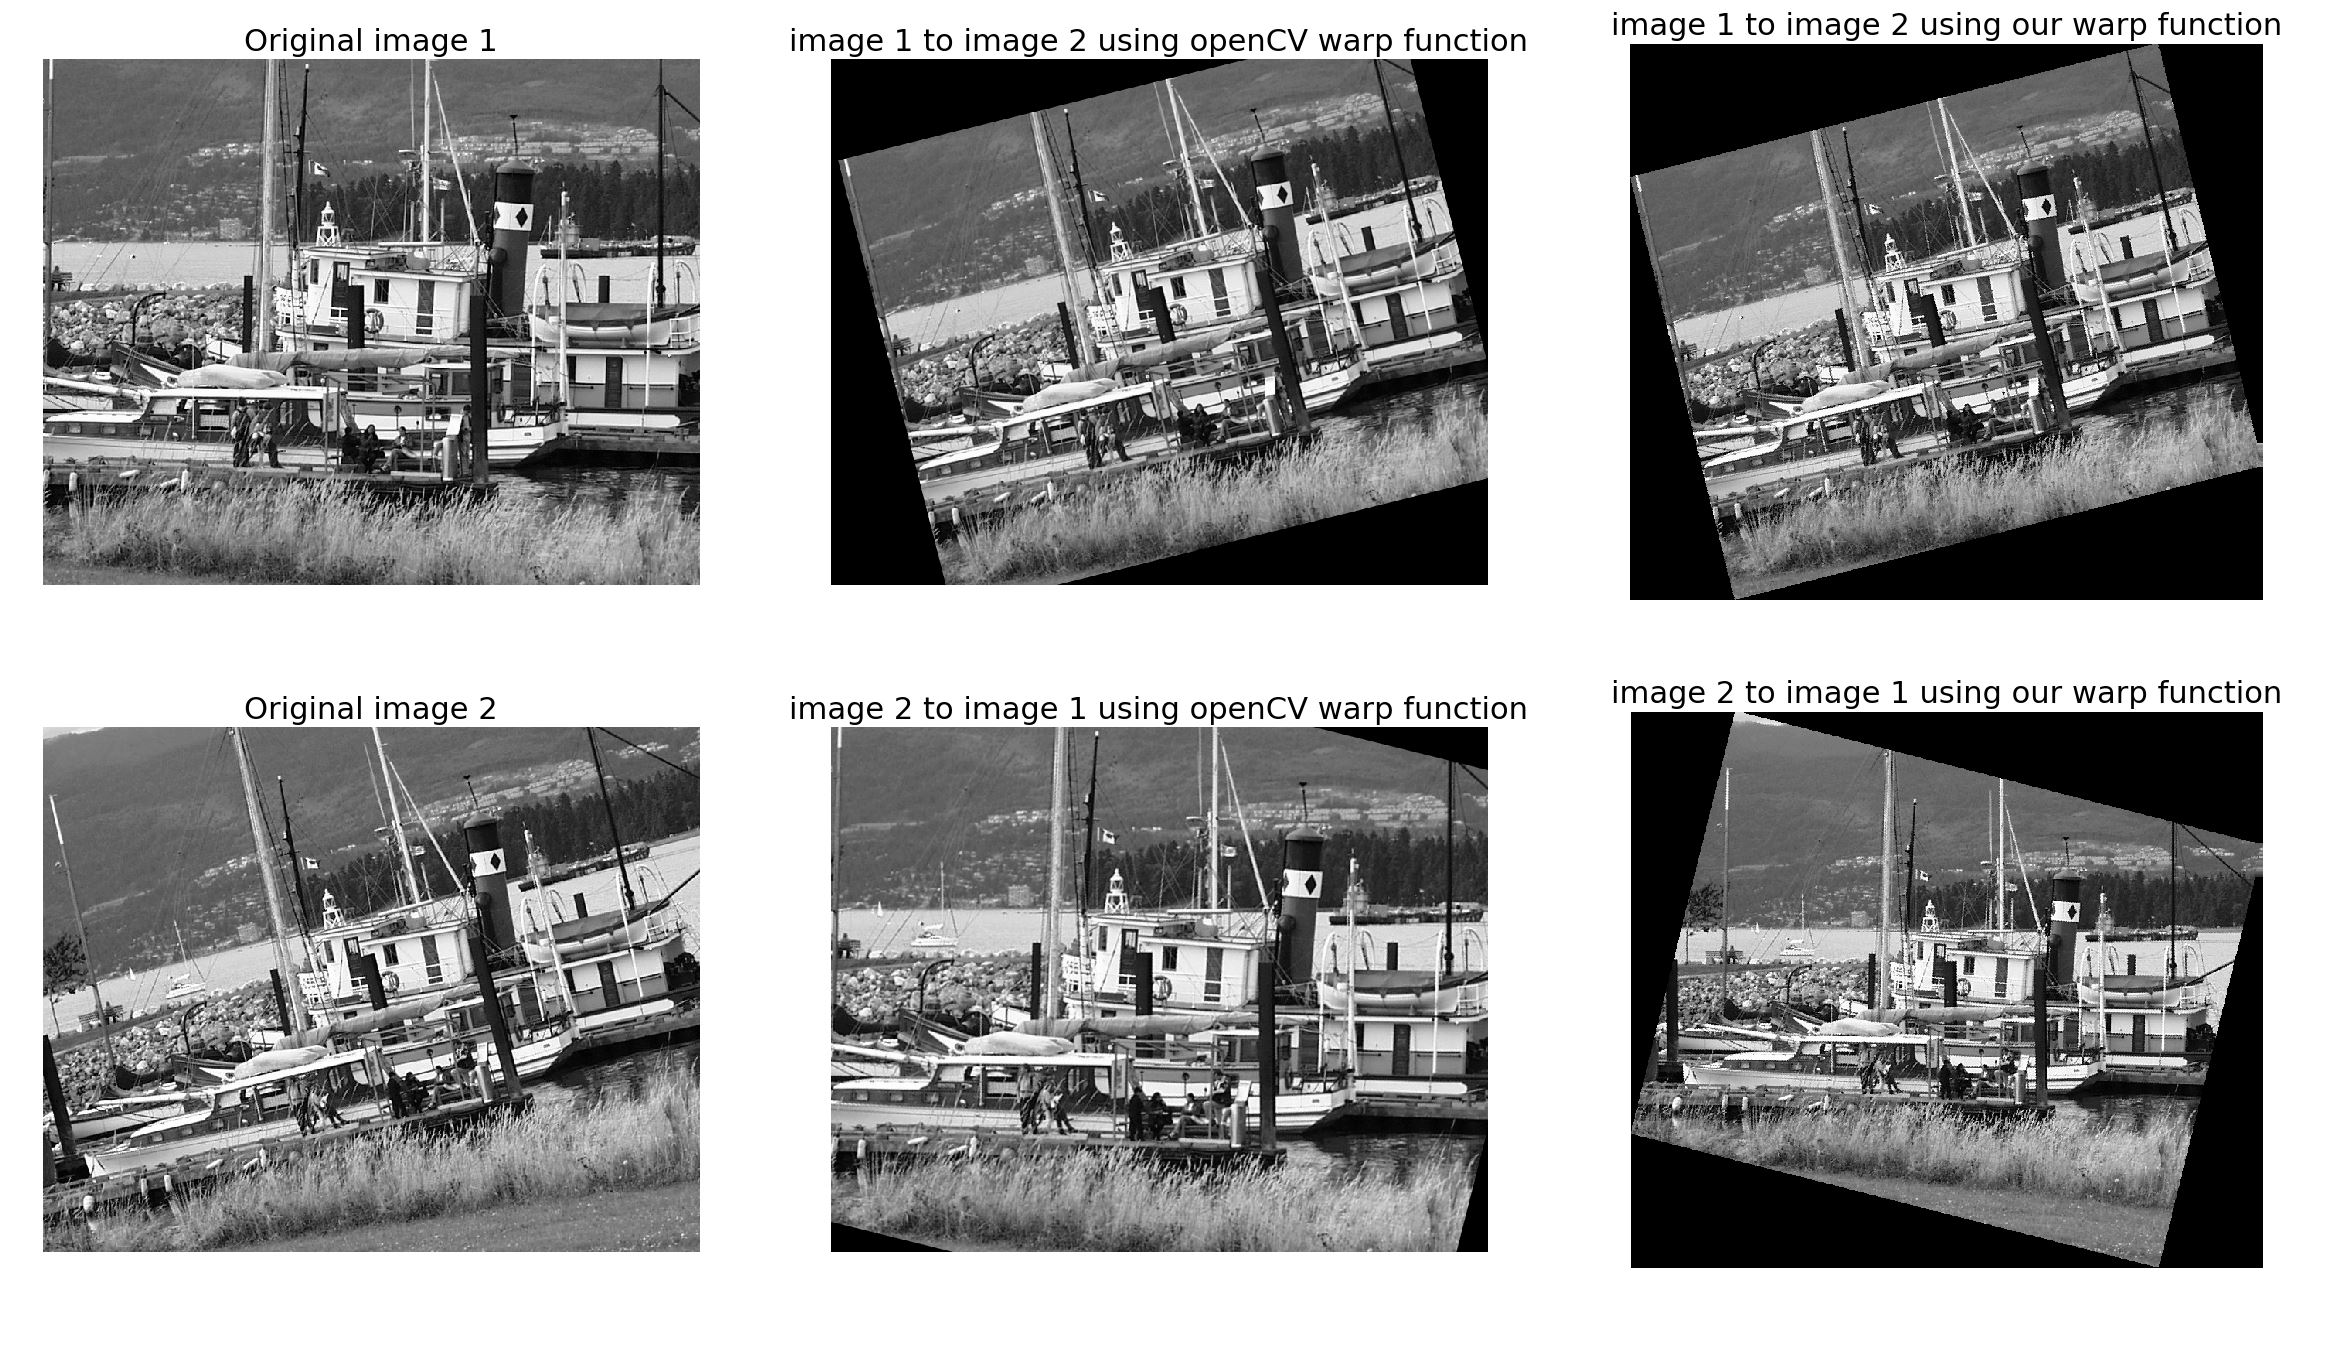 Original image 1
image 1 to image 2 using openCV warp function
image 1 to image 2 using our warp function
Original image 2
image 2 to image 1 using openCV warp function
image 2 to image 1 using our warp function